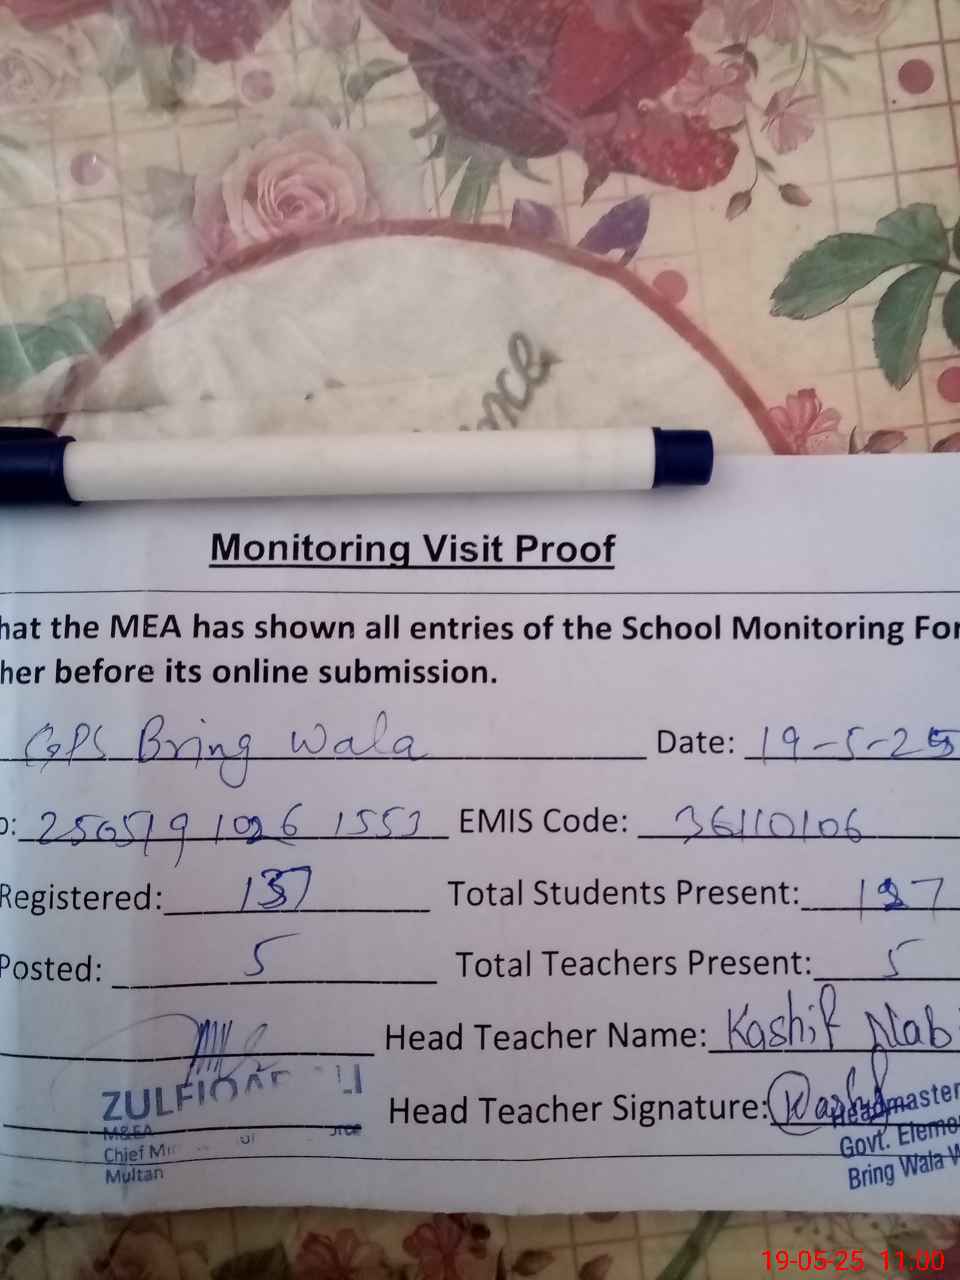 nce
Monitoring Visit Proof
hat the MEA has shown all entries of the School Monitoring For
her before its online submission.
GPS Bring Wala Date: 19-5-25
o: 250519 1026 1553 EMIS Code: 36110106
Registered: 137 Total Students Present: 127
Posted: 5 Total Teachers Present: 5
Head Teacher Name: Kashif Nab
ZULFIQAR
Head Teacher Signature:
M&EA
Chief
Multan
Headmaster
Govt. Eleme
Bring Wala W
19-05-25 11:00